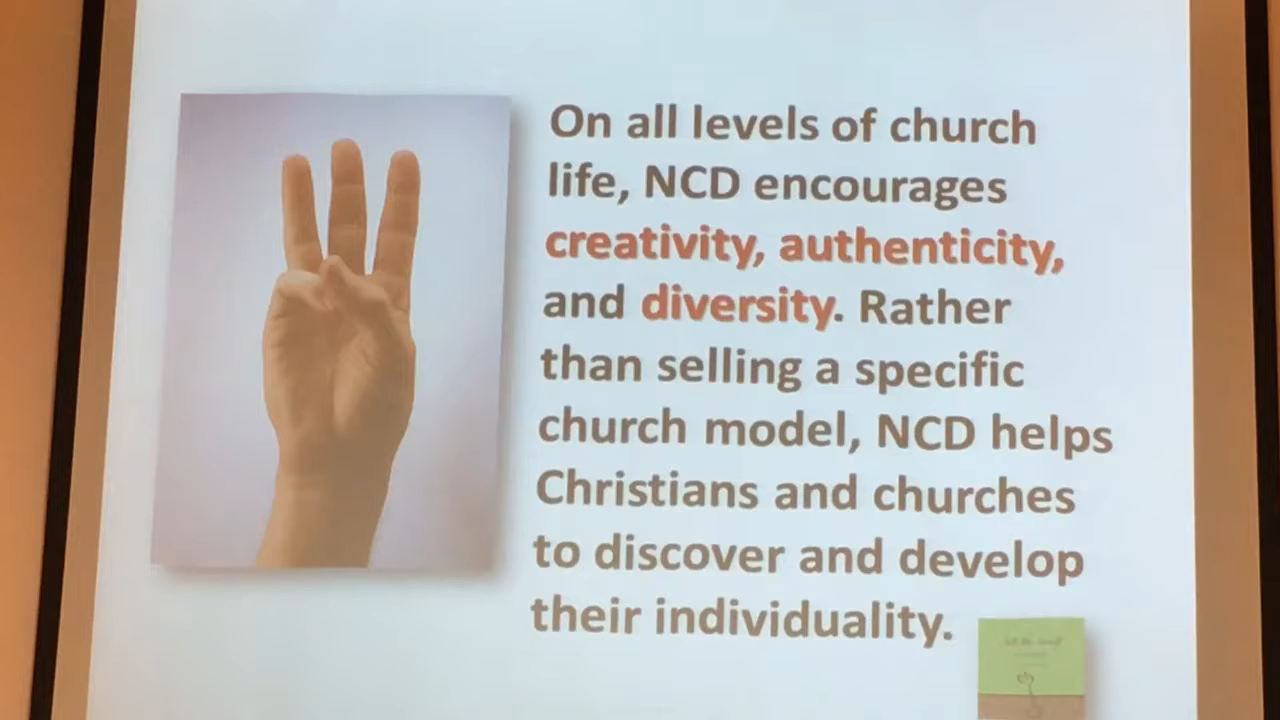 On all levels of church
life, NCD encourages
creativity, authenticity,
and diversity. Rather
than selling a specific
church model, NCD helps
Christians and churches
to discover and develop
their individuality.